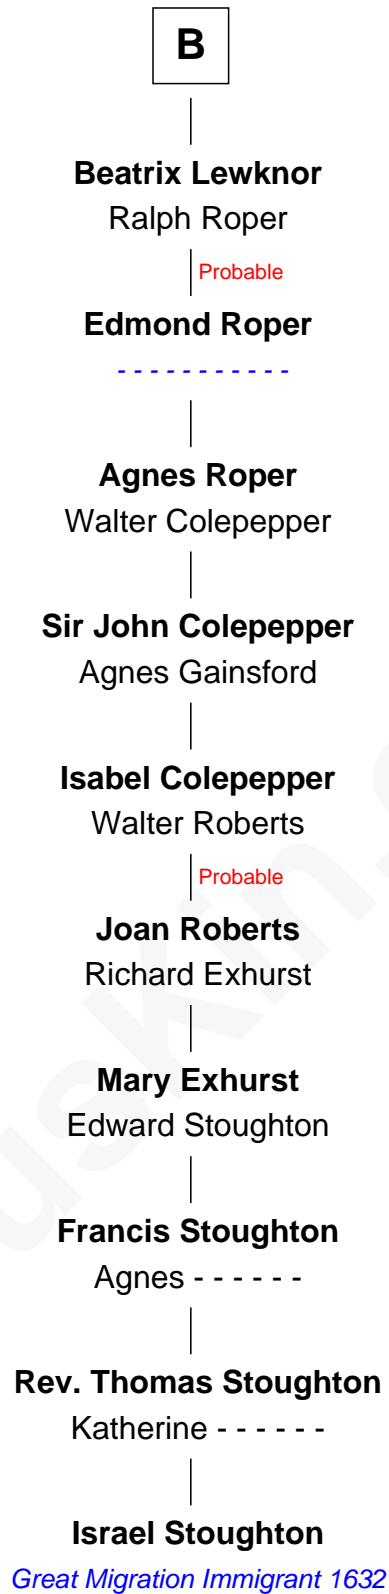 B
Beatrix Lewknor
Ralph Roper
Probable
Edmond Roper
- - - - - - - - - - -
Agnes Roper
Walter Colepepper
Sir John Colepepper
Agnes Gainsford
Isabel Colepepper
Walter Roberts
Probable
Joan Roberts
Richard Exhurst
Mary Exhurst
Edward Stoughton
Francis Stoughton
Agnes - - - - - -
Rev. Thomas Stoughton
Katherine - - - - - -
Israel Stoughton
Great Migration Immigrant 1632